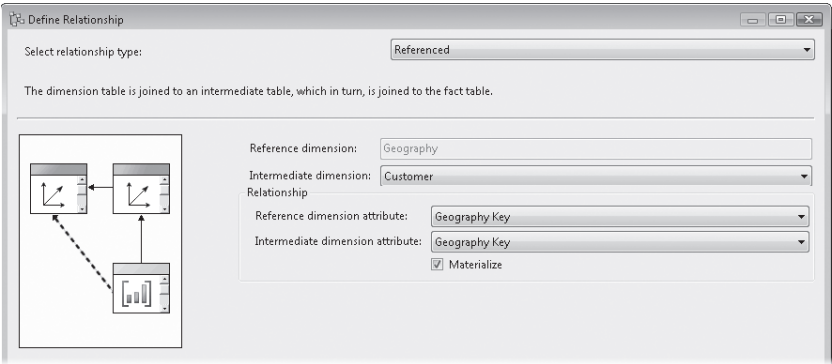 Define Relationship
Select relationship type: Referenced
The dimension table is joined to an intermediate table, which in turn, is joined to the fact table.
Reference dimension: Geography
Intermediate dimension: Customer
Relationship
Reference dimension attribute: Geography Key
Intermediate dimension attribute: Geography Key
Materialize